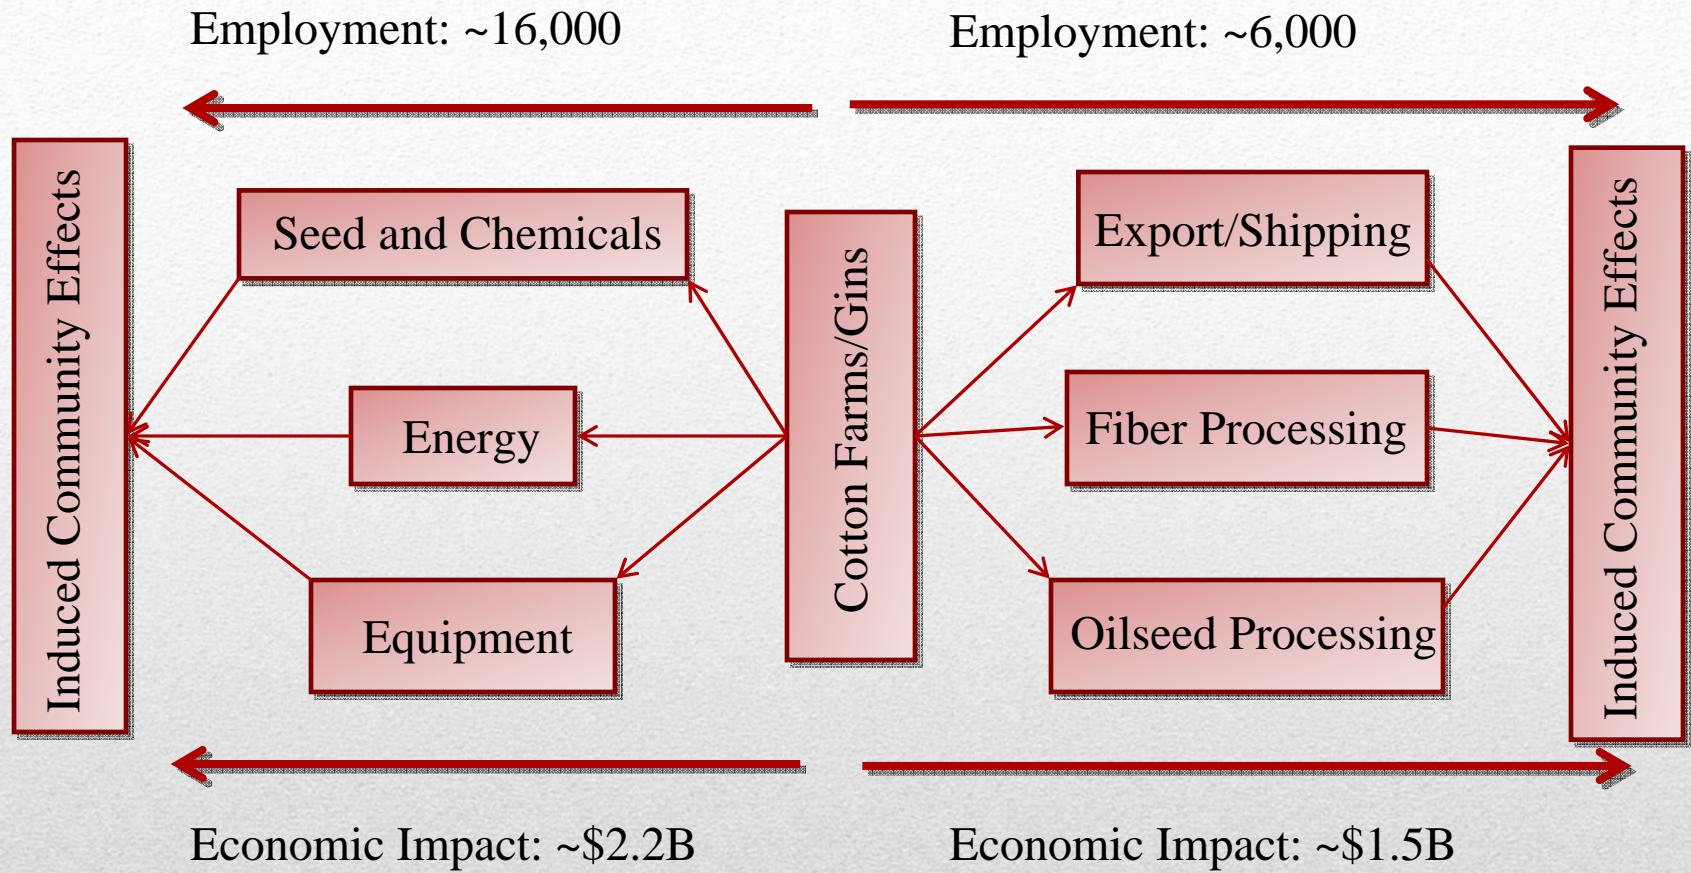 Employment: ~16,000
Employment: ~6,000
Induced Community Effects
Seed and Chemicals
Energy
Equipment
Cotton Farms/Gins
Export/Shipping
Fiber Processing
Oilseed Processing
Induced Community Effects
Economic Impact: ~$2.2B
Economic Impact: ~$1.5B